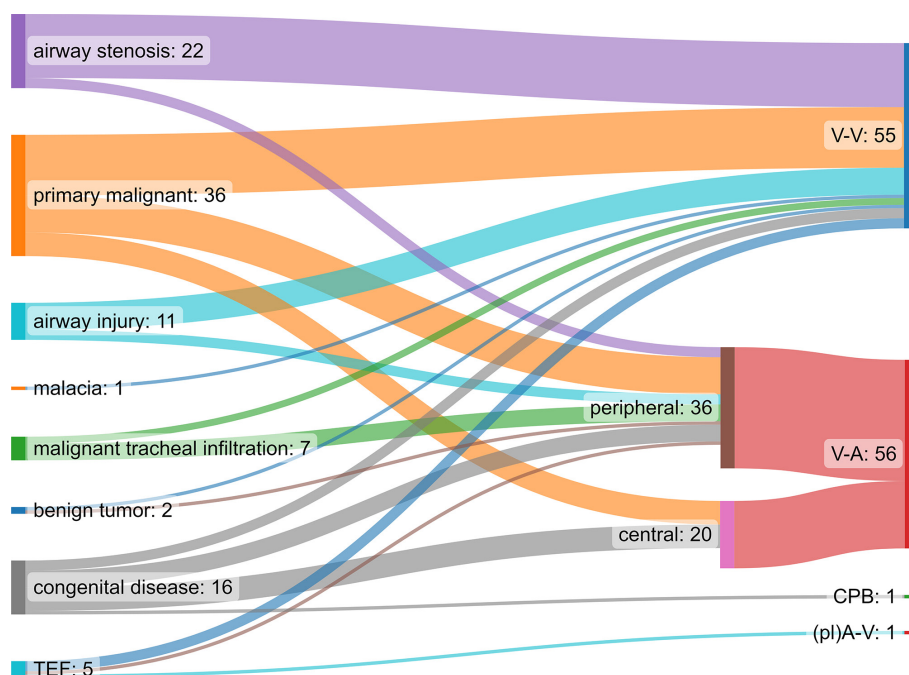 airway stenosis: 22
primary malignant: 36
airway injury: 11
malacia: 1
malignant tracheal infiltration: 7
benign tumor: 2
congenital disease: 16
TEF: 5
peripheral: 36
central: 20
V-V: 55
V-A: 56
CPB: 1
(pl)A-V: 1